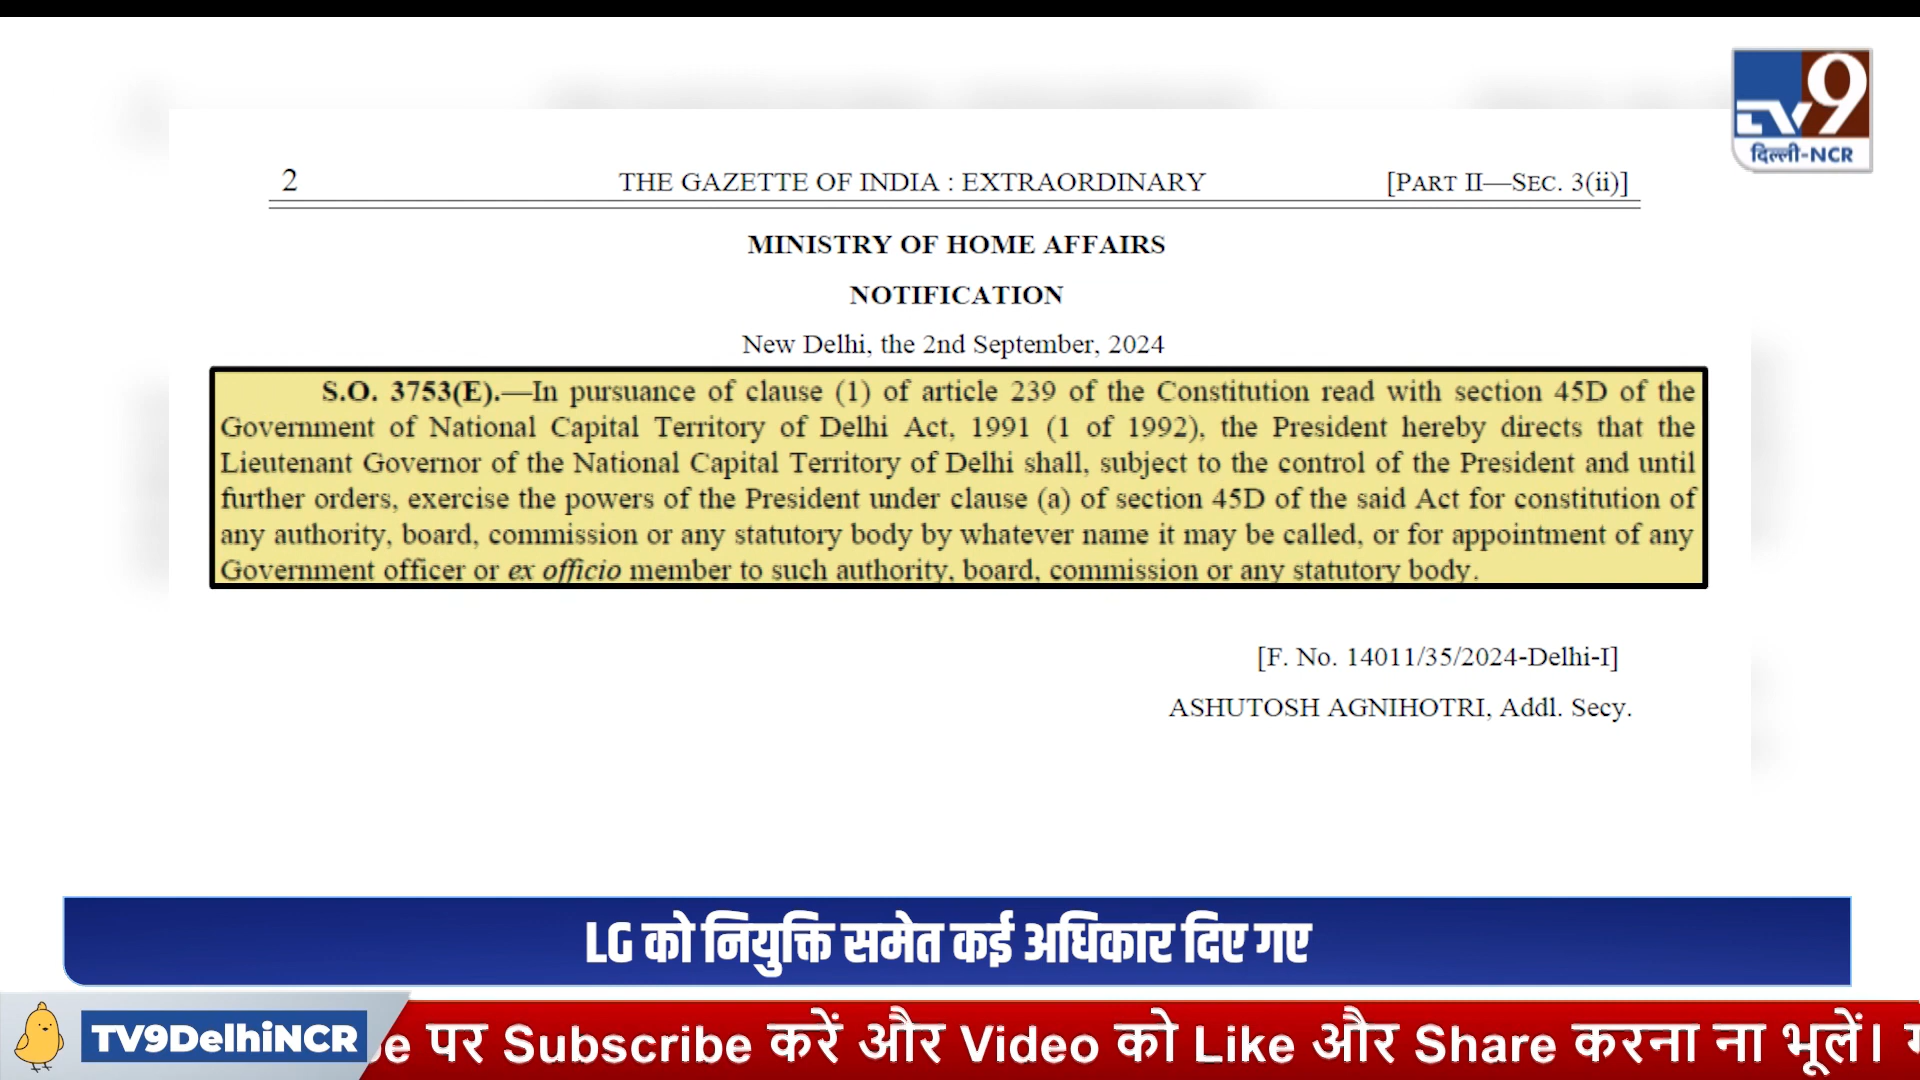 TV9
दिल्ली-NCR
2 THE GAZETTE OF INDIA : EXTRAORDINARY [PART II—SEC. 3(ii)]
MINISTRY OF HOME AFFAIRS
NOTIFICATION
New Delhi, the 2nd September, 2024
S.O. 3753(E).—In pursuance of clause (1) of article 239 of the Constitution read with section 45D of the
Government of National Capital Territory of Delhi Act, 1991 (1 of 1992), the President hereby directs that the
Lieutenant Governor of the National Capital Territory of Delhi shall, subject to the control of the President and until
further orders, exercise the powers of the President under clause (a) of section 45D of the said Act for constitution of
any authority, board, commission or any statutory body by whatever name it may be called, or for appointment of any
Government officer or ex officio member to such authority, board, commission or any statutory body.
[F. No. 14011/35/2024-Delhi-I]
ASHUTOSH AGNIHOTRI, Addl. Secy.
LG को नियुक्ति समेत कई अधिकार दिए गए
TV9DelhiNCR
पर Subscribe करें और Video को Like और Share करना ना भूलें।